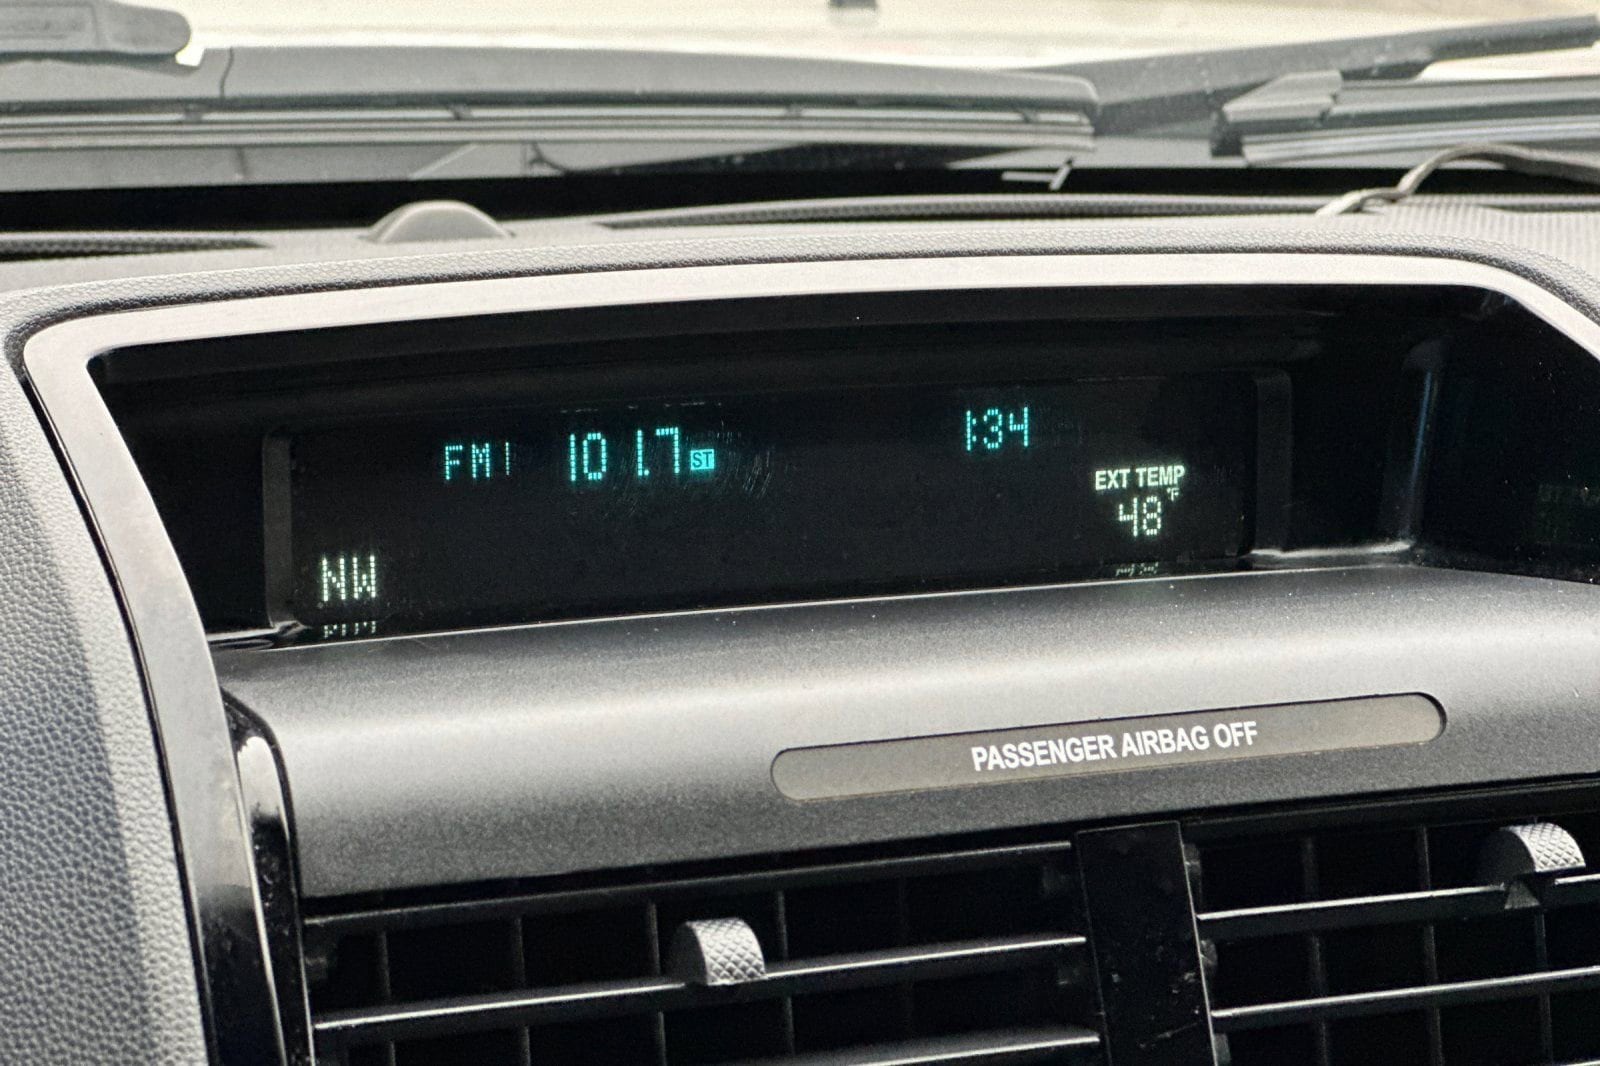 FM1 101.7 ST 1:34
EXT TEMP
48°F
NW
PASSENGER AIRBAG OFF